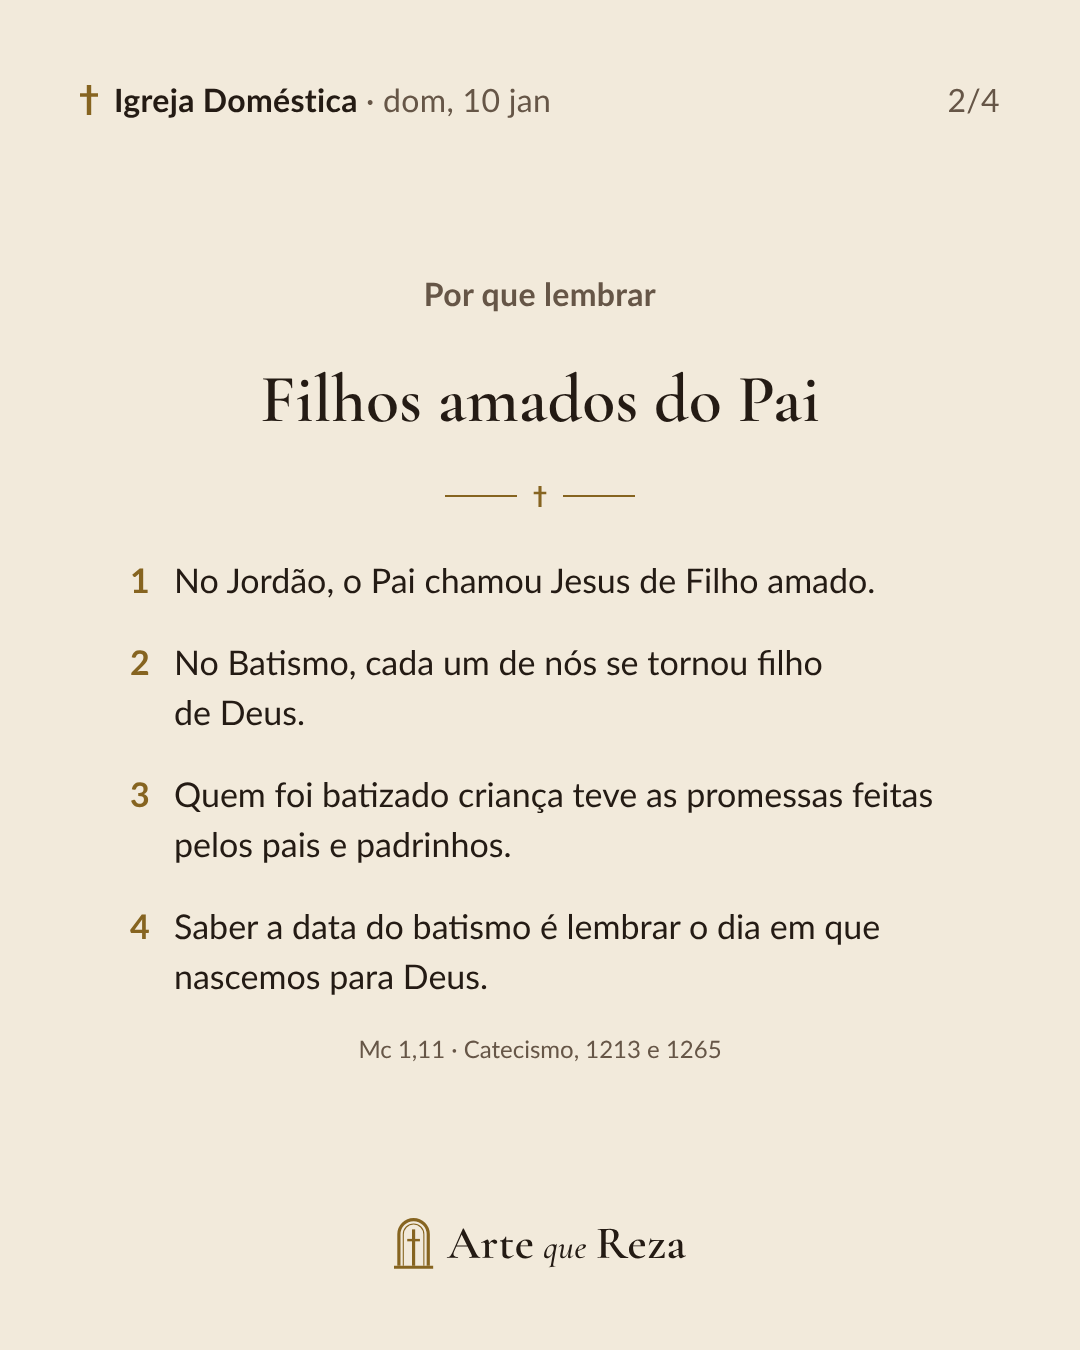 † Igreja Doméstica · dom, 10 jan 2/4
Por que lembrar
Filhos amados do Pai
†
1 No Jordão, o Pai chamou Jesus de Filho amado.
2 No Batismo, cada um de nós se tornou filho
de Deus.
3 Quem foi batizado criança teve as promessas feitas
pelos pais e padrinhos.
4 Saber a data do batismo é lembrar o dia em que
nascemos para Deus.
Mc 1,11 · Catecismo, 1213 e 1265
Arte que Reza